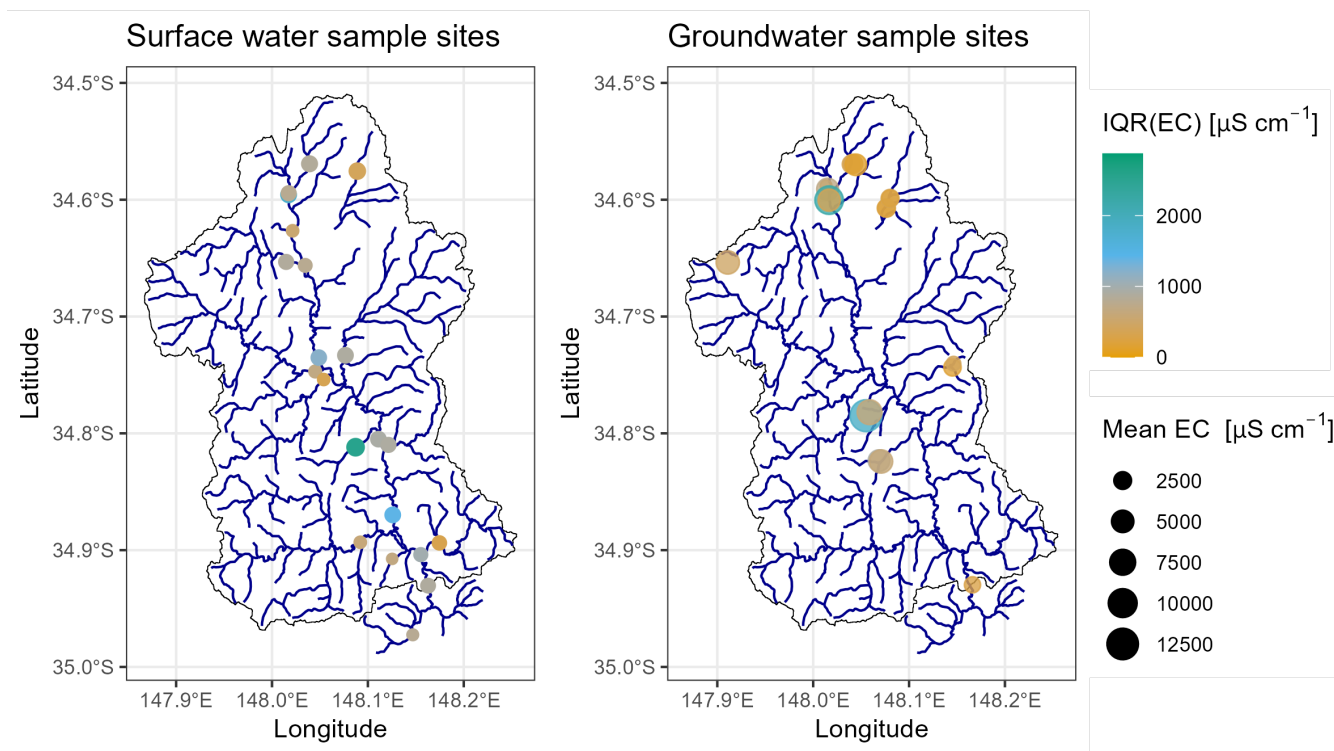 Surface water sample sites
Groundwater sample sites
Latitude
34.5°S
34.6°S
34.7°S
34.8°S
34.9°S
35.0°S
147.9°E 148.0°E 148.1°E 148.2°E
Longitude
Latitude
34.5°S
34.6°S
34.7°S
34.8°S
34.9°S
35.0°S
147.9°E 148.0°E 148.1°E 148.2°E
Longitude
IQR(EC) [µS cm⁻¹]
2000
1000
0
Mean EC [µS cm⁻¹]
2500
5000
7500
10000
12500